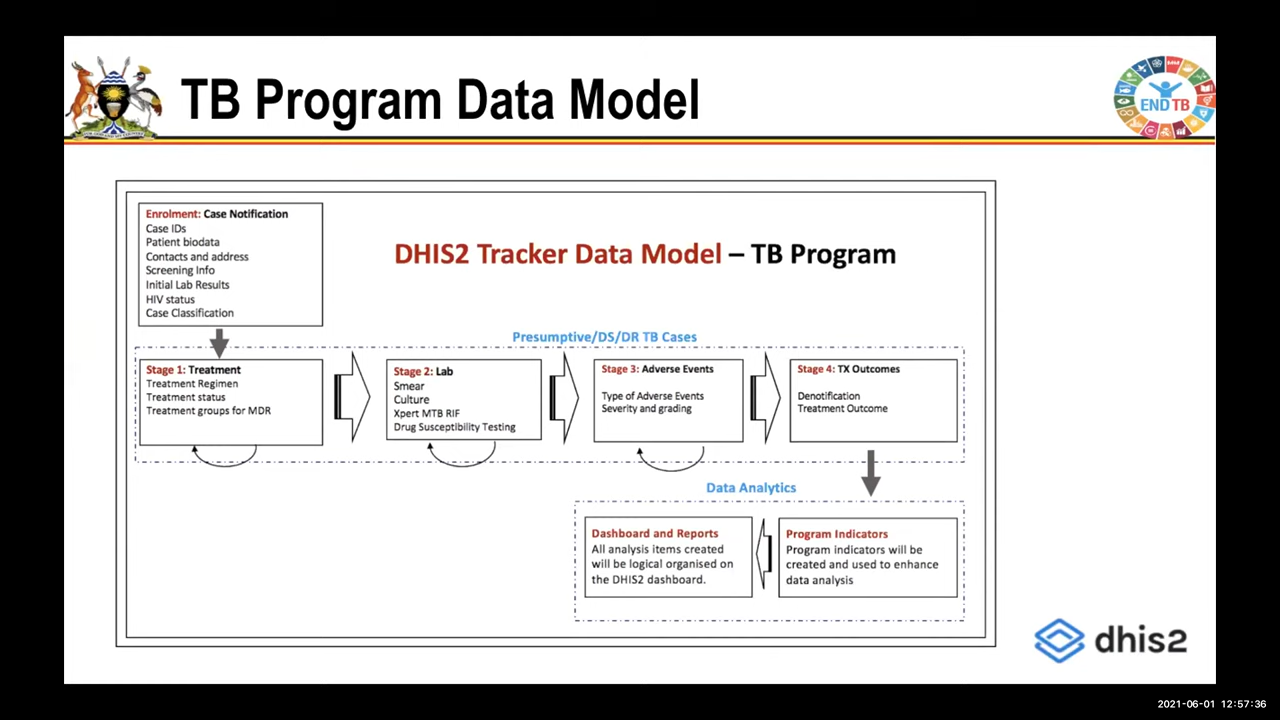 TB Program Data Model
END TB
DHIS2 Tracker Data Model – TB Program
Enrolment: Case Notification
Case IDs
Patient biodata
Contacts and address
Screening Info
Initial Lab Results
HIV status
Case Classification
Presumptive/DS/DR TB Cases
Stage 1: Treatment
Treatment Regimen
Treatment status
Treatment groups for MDR
Stage 2: Lab
Smear
Culture
Xpert MTB RIF
Drug Susceptibility Testing
Stage 3: Adverse Events
Type of Adverse Events
Severity and grading
Stage 4: TX Outcomes
Denotification
Treatment Outcome
Data Analytics
Dashboard and Reports
All analysis items created
will be logical organised on
the DHIS2 dashboard.
Program Indicators
Program indicators will be
created and used to enhance
data analysis
dhis2
2021-06-01 12:57:36